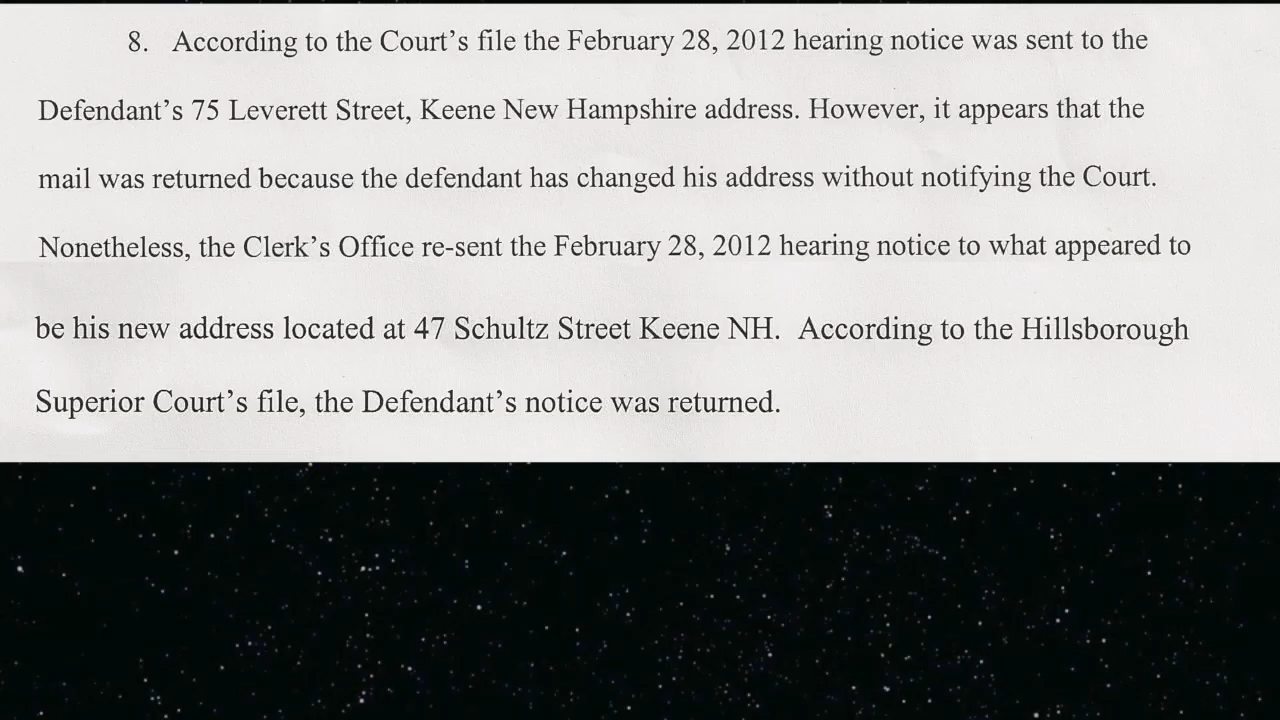 8. According to the Court’s file the February 28, 2012 hearing notice was sent to the
Defendant’s 75 Leverett Street, Keene New Hampshire address. However, it appears that the
mail was returned because the defendant has changed his address without notifying the Court.
Nonetheless, the Clerk’s Office re-sent the February 28, 2012 hearing notice to what appeared to
be his new address located at 47 Schultz Street Keene NH. According to the Hillsborough
Superior Court’s file, the Defendant’s notice was returned.